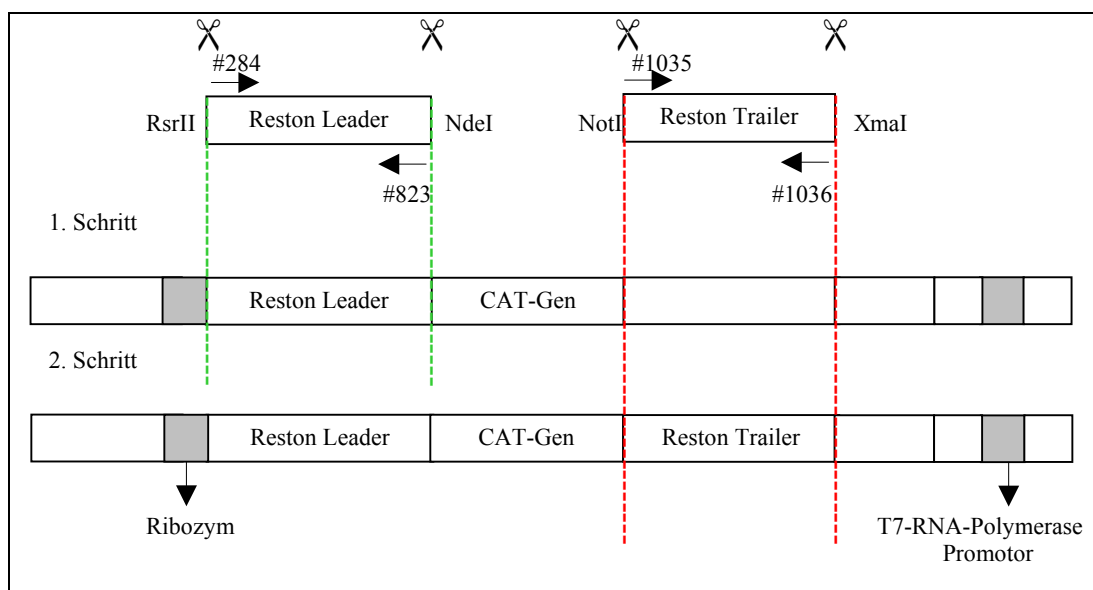 #284
#1035
RsrII
Reston Leader
NdeI
NotI
Reston Trailer
XmaI
#823
#1036
1. Schritt
Reston Leader
CAT-Gen
2. Schritt
Reston Leader
CAT-Gen
Reston Trailer
Ribozym
T7-RNA-Polymerase
Promotor